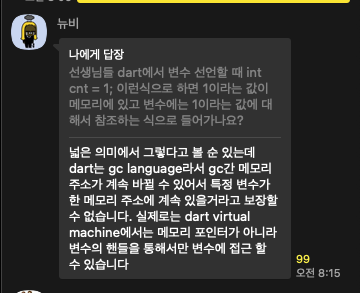 뉴비
나에게 답장
선생님들 dart에서 변수 선언할 때 int
cnt = 1; 이런식으로 하면 1이라는 값이
메모리에 있고 변수에는 1이라는 값에 대
해서 참조하는 식으로 들어가나요?
넓은 의미에서 그렇다고 볼 순 있는데
dart는 gc language라서 gc간 메모리
주소가 계속 바뀔 수 있어서 특정 변수가
한 메모리 주소에 계속 있을거라고 보장할
수 없습니다. 실제로는 dart virtual
machine에서는 메모리 포인터가 아니라
변수의 핸들을 통해서만 변수에 접근 할
수 있습니다
99
오전 8:15